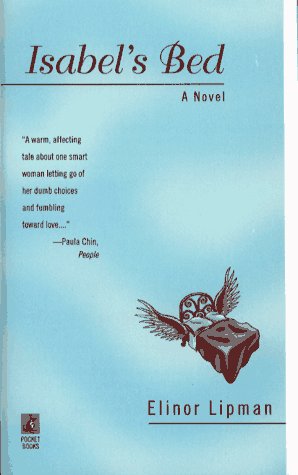 Isabel's Bed
A Novel
"A warm, affecting
tale about one smart
woman letting go of
her dumb choices
and fumbling
toward love...."
—Paula Chin,
People
Elinor Lipman
POCKET
BOOKS